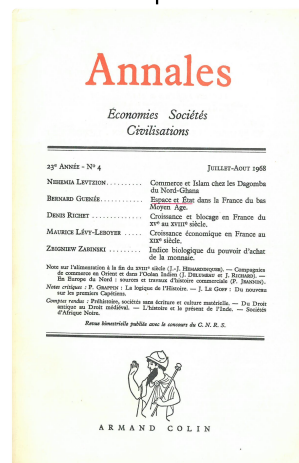 Annales
Économies Sociétés
Civilisations
23e ANNÉE - No 4 JUILLET-AOUT 1968
NEHEMIA LEVTZION.......... Commerce et Islam chez les Dagomba
du Nord-Ghana
BERNARD GUENÉE.......... Espace et État dans la France du bas
Moyen Age.
DENIS RICHET .......... Croissance et blocage en France du
XVe au XVIIIe siècle.
MAURICE LÉVY-LEBOYER ..... Croissance économique en France au
XIXe siècle.
ZBIGNIEW ZABINSKI ........ Indice biologique du pouvoir d'achat
de la monnaie.
Note sur l'alimentation à la fin du XVIIIe siècle (J.-J. HEMARDINQUER). — Compagnies
de commerce en Orient et dans l'Océan Indien (J. DELUMEAU et J. RICHARD). —
En Europe du Nord : sources et travaux d'histoire commerciale (P. JEANNIN).
Notes critiques : P. GRAPPIN : La logique de l'Histoire. — J. LE GOFF : Du nouveau
sur les premiers Capétiens.
Comptes rendus : Préhistoire, sociétés sans écriture et culture matérielle. — Du Droit
antique au Droit médiéval. — L'histoire et le présent de l'Inde. — Sociétés
d'Afrique Noire.
Revue bimestrielle publiée avec le concours du C. N. R. S.
ARMAND COLIN